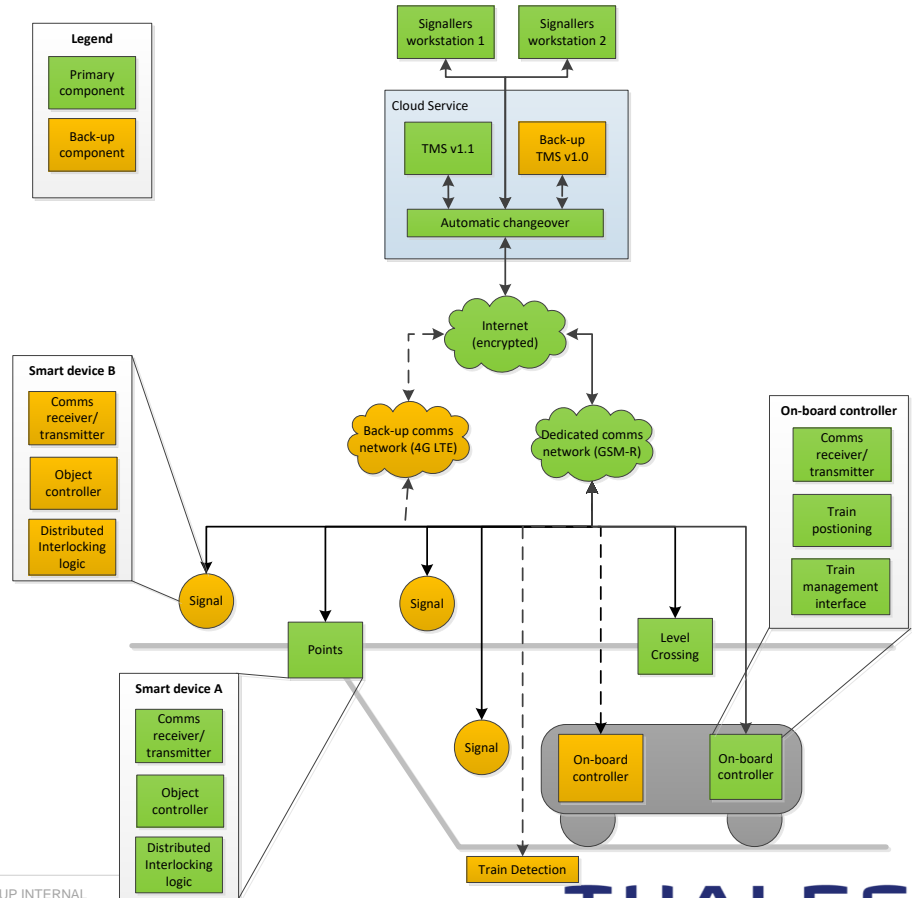 Legend
Primary
component
Back-up
component
Signallers
workstation 1
Signallers
workstation 2
Cloud Service
TMS v1.1
Back-up
TMS v1.0
Automatic changeover
Internet
(encrypted)
Back-up comms
network (4G LTE)
Dedicated comms
network (GSM-R)
Smart device B
Comms
receiver/
transmitter
Object
controller
Distributed
Interlocking
logic
On-board controller
Comms
receiver/
transmitter
Train
postioning
Train
management
interface
Signal
Signal
Points
Level
Crossing
Signal
On-board
controller
On-board
controller
Smart device A
Comms
receiver/
transmitter
Object
controller
Distributed
Interlocking
logic
Train Detection
UP INTERNAL
THALES